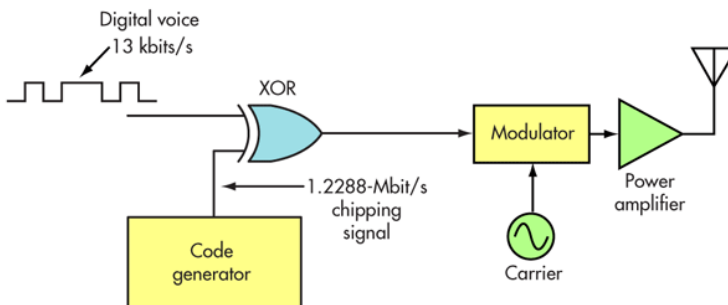 Digital voice
13 kbits/s
XOR
Modulator
1.2288-Mbit/s
chipping
signal
Power
amplifier
Code
generator
Carrier